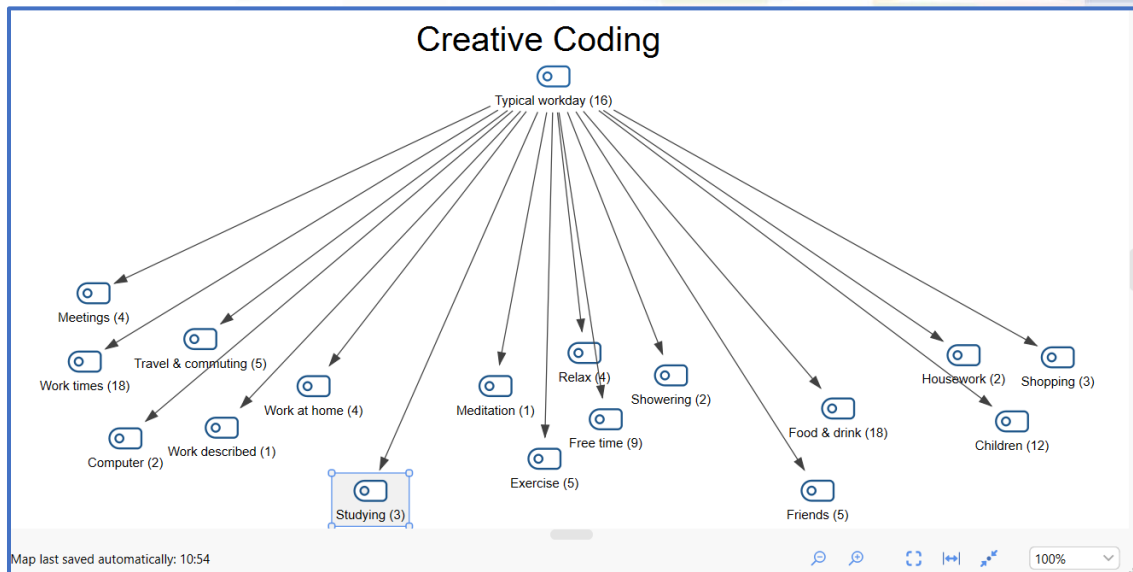 Creative Coding
Typical workday (16)
Meetings (4)
Travel & commuting (5)
Work times (18)
Work at home (4)
Computer (2)
Work described (1)
Studying (3)
Meditation (1)
Relax (4)
Free time (9)
Exercise (5)
Showering (2)
Food & drink (18)
Friends (5)
Housework (2)
Shopping (3)
Children (12)
Map last saved automatically: 10:54
100%